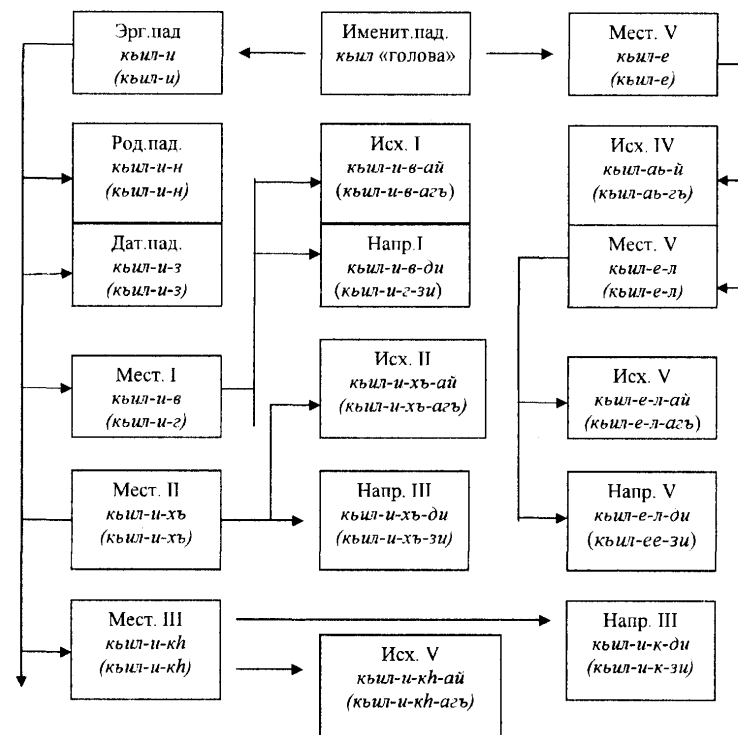 Эрг.пад
кьил-и
(кьил-и)
Именит.пад.
кьил «голова»
Мест. V
кьил-е
(кьил-е)
Род.пад.
кьил-и-н
(кьил-и-н)
Исх. I
кьил-и-в-ай
(кьил-и-в-агъ)
Исх. IV
кьил-аь-й
(кьил-аь-гъ)
Дат.пад.
кьил-и-з
(кьил-и-з)
Напр.I
кьил-и-в-ди
(кьил-и-г-зи)
Мест. V
кьил-е-л
(кьил-е-л)
Мест. I
кьил-и-в
(кьил-и-г)
Исх. II
кьил-и-хъ-ай
(кьил-и-хъ-агъ)
Исх. V
кьил-е-л-ай
(кьил-е-л-агъ)
Мест. II
кьил-и-хъ
(кьил-и-хъ)
Напр. III
кьил-и-хъ-ди
(кьил-и-хъ-зи)
Напр. V
кьил-е-л-ди
(кьил-ее-зи)
Мест. III
кьил-и-кh
(кьил-и-кh)
Исх. V
кьил-и-кh-ай
(кьил-и-кh-агъ)
Напр. III
кьил-и-к-ди
(кьил-и-к-зи)